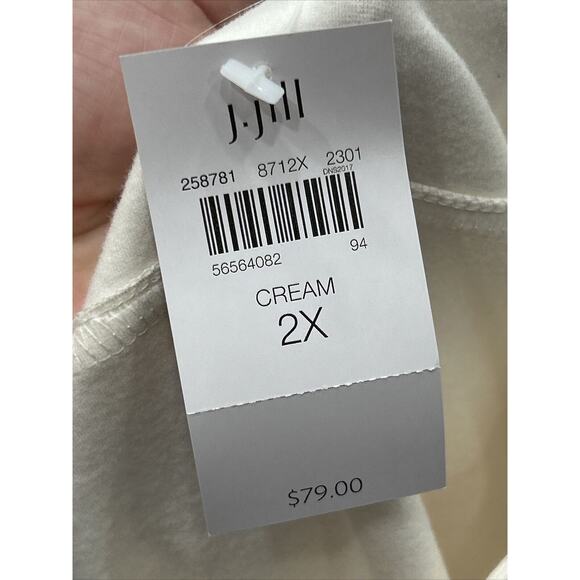 J.Jill
258781 8712X 2301
DNS2017
56564082 94
CREAM
2X
$79.00